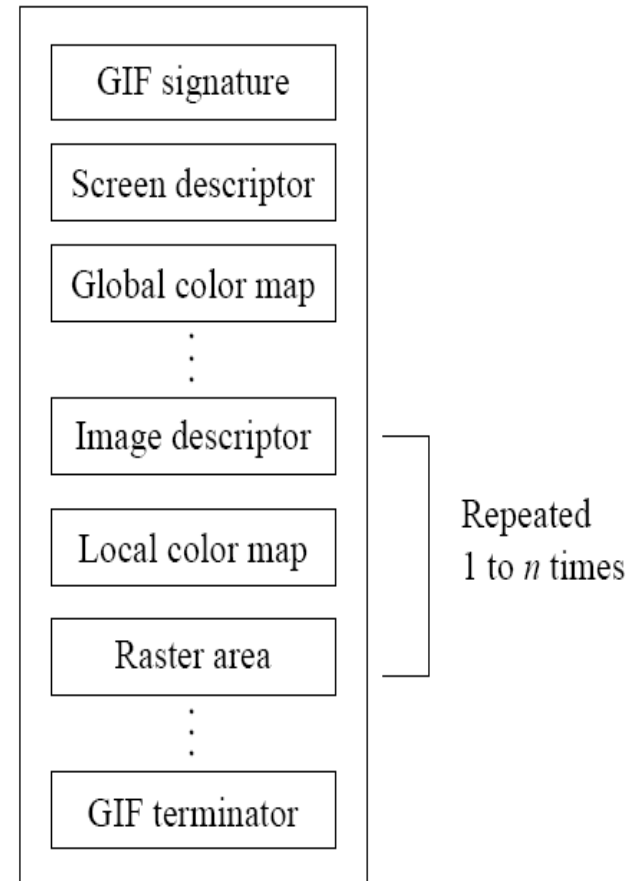 GIF signature
Screen descriptor
Global color map
Image descriptor
Local color map
Raster area
GIF terminator
Repeated
1 to n times